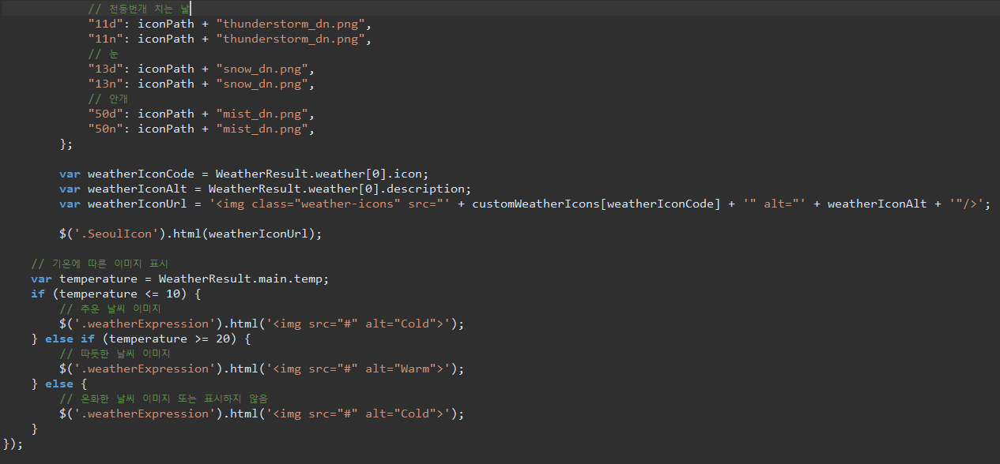 // 전둥번개 치는 날
"11d": iconPath + "thunderstorm_dn.png",
"11n": iconPath + "thunderstorm_dn.png",
// 눈
"13d": iconPath + "snow_dn.png",
"13n": iconPath + "snow_dn.png",
// 안개
"50d": iconPath + "mist_dn.png",
"50n": iconPath + "mist_dn.png",
};
var weatherIconCode = WeatherResult.weather[0].icon;
var weatherIconAlt = WeatherResult.weather[0].description;
var weatherIconUrl = '<img class="weather-icons" src="' + customWeatherIcons[weatherIconCode] + '" alt="' + weatherIconAlt + '"/>';
$('.SeoulIcon').html(weatherIconUrl);
// 기온에 따른 이미지 표시
var temperature = WeatherResult.main.temp;
if (temperature <= 10) {
// 추운 날씨 이미지
$('.weatherExpression').html('<img src="#" alt="Cold">');
} else if (temperature >= 20) {
// 따듯한 날씨 이미지
$('.weatherExpression').html('<img src="#" alt="Warm">');
} else {
// 온화한 날씨 이미지 또는 표시하지 않음
$('.weatherExpression').html('<img src="#" alt="Cold">');
}
});